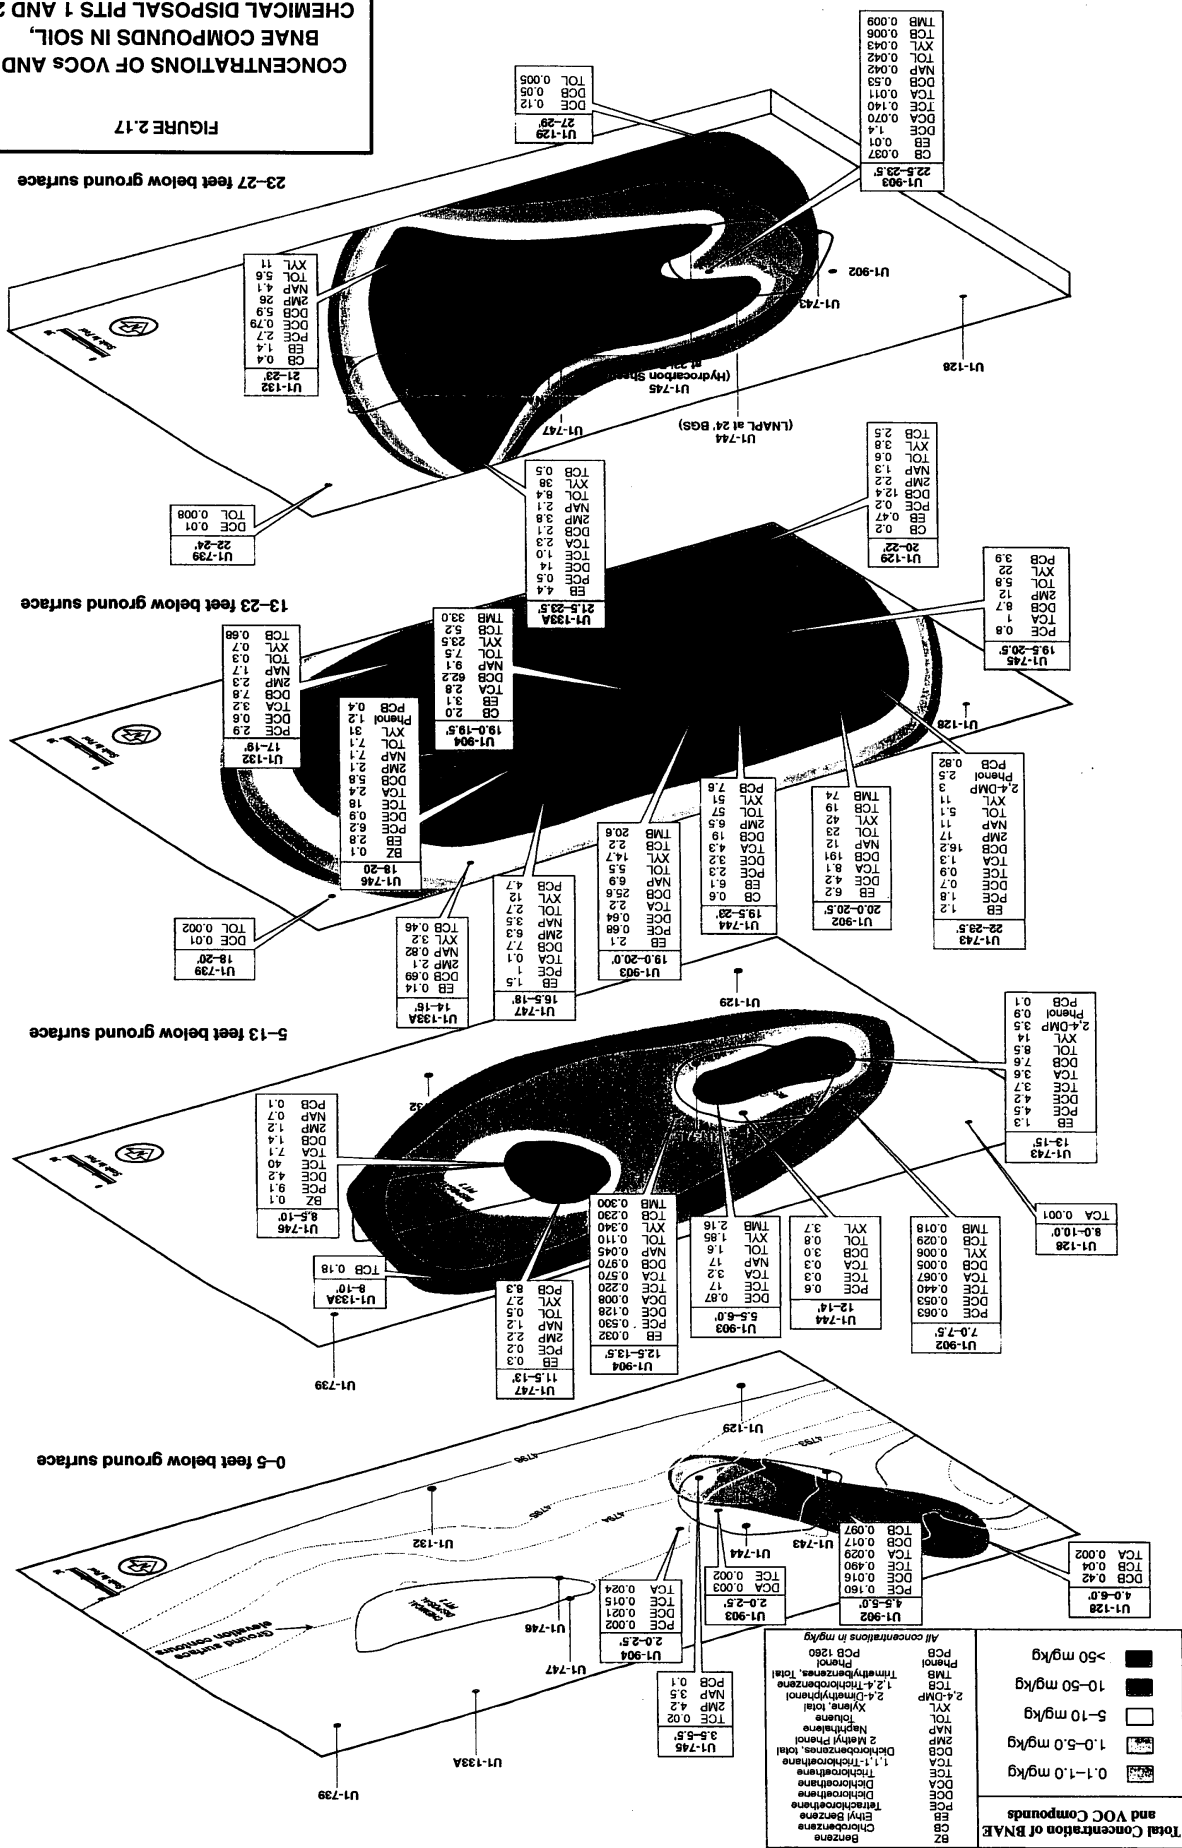 Total Concentration of BNAE
and VOC Compounds
0.1–1.0 mg/kg
1.0–5.0 mg/kg
5–10 mg/kg
10–50 mg/kg
>50 mg/kg
BZ Benzene
CB Chlorobenzene
EB Ethyl Benzene
PCE Tetrachloroethene
DCE Dichloroethene
DCA Dichloroethane
TCE Trichloroethene
TCA 1,1,1-Trichloroethane
DCB Dichlorobenzenes, total
2MP 2 Methyl Phenol
NAP Naphthalene
TOL Toluene
XYL Xylene, total
2,4-DMP 2,4-Dimethylphenol
TCB 1,2,4-Trichlorobenzene
TMB Trimethylbenzenes, Total
Phenol Phenol
PCB PCB 1260
All concentrations in mg/kg
U1-739
U1-133A
U1-745
3.5-5.5'
TCE 0.02
2MP 4.2
NAP 3.5
PCB 0.1
U1-747
U1-746
U1-904
2.0–2.5'
PCE 0.002
DCE 0.021
TCE 0.015
TCA 0.024
U1-903
2.0–2.5'
DCA 0.003
TCE 0.002
U1-902
4.5–5.0'
PCE 0.160
DCE 0.016
TCE 0.490
TCA 0.029
DCB 0.017
TCB 0.097
U1-128
4.0–6.0'
DCB 0.42
TCB 0.04
TCA 0.002
U1-743
U1-744
U1-132
U1-129
Ground surface
elevation contours
CHEMICAL
DISPOSAL
PIT 1
4793
4794
4795
4796
Scale in Feet
0–5 feet below ground surface
U1-739
U1-747
11.5–13'
EB 0.3
PCE 0.2
2MP 2.2
NAP 1.2
TOL 0.5
XYL 2.7
PCB 8.3
U1-904
12.5–13.5'
EB 0.032
PCE 0.530
DCE 0.128
DCA 0.008
TCE 0.220
TCA 0.570
DCB 0.970
NAP 0.045
TOL 0.110
XYL 0.340
TCB 0.230
TMB 0.300
U1-903
5.5–6.0'
DCE 0.87
TCE 17
TCA 3.2
NAP 17
TOL 1.6
XYL 1.85
TMB 2.16
U1-744
12–14'
PCE 0.6
TCE 0.3
TCA 0.3
DCB 3.0
TOL 0.8
XYL 3.7
U1-902
7.0–7.5'
PCE 0.063
DCE 0.053
TCE 0.440
TCA 0.067
DCB 0.005
XYL 0.006
TCB 0.029
TMB 0.018
U1-128
8.0–10.0'
TCA 0.001
U1-133A
8–10'
TCB 0.18
U1-746
8.5–10'
BZ 0.1
PCE 9.1
DCE 4.2
TCE 40
TCA 7.1
DCB 1.4
2MP 1.2
NAP 0.7
PCB 0.1
U1-743
13–15'
EB 1.3
PCE 4.5
DCE 4.2
TCE 3.7
TCA 3.6
DCB 7.6
TOL 8.5
XYL 14
2,4-DMP 3.5
Phenol 0.9
PCB 0.1
U1-129
Scale in Feet
5–13 feet below ground surface
U1-739
18–20'
DCE 0.01
TOL 0.002
U1-133A
14–16'
EB 0.14
DCB 0.69
2MP 2.1
NAP 0.82
XYL 3.2
TCB 0.46
U1-747
16.5–18'
EB 1.5
PCE 1
TCA 0.1
DCB 7.7
2MP 6.3
NAP 3.5
TOL 2.7
XYL 12
PCB 4.7
U1-903
19.0–20.0'
EB 2.1
PCE 0.68
DCE 0.64
TCA 2.2
DCB 25.6
NAP 6.9
TOL 5.5
XYL 14.7
TCB 2.2
TMB 20.6
U1-744
19.5–23'
CB 0.6
EB 6.1
PCE 2.3
DCE 3.2
TCA 4.3
DCB 19
2MP 6.5
TOL 57
XYL 51
PCB 7.6
U1-902
20.0–20.5'
EB 6.2
DCE 4.2
TCA 8.1
DCB 191
NAP 12
TOL 23
XYL 42
TCB 19
TMB 74
U1-743
EB 1.2
PCE 1.8
DCE 0.7
TCE 0.9
TCA 1.3
DCB 16.2
2MP 17
NAP 11
TOL 5.1
XYL 11
2,4-DMP 3
Phenol 2.5
PCB 0.82
U1-128
U1-746
18–20
BZ 0.1
EB 2.8
PCE 6.2
DCE 0.9
TCE 18
TCA 2.4
DCB 5.8
2MP 2.1
NAP 7.1
TOL 7.1
XYL 31
Phenol 1.2
PCB 0.4
U1-132
17–19'
PCE 2.9
DCE 0.6
TCA 3.2
DCB 7.8
2MP 2.3
NAP 1.7
TOL 0.3
XYL 0.7
TCB 0.68
U1-904
19.0–19.5'
CB 2.0
EB 3.1
TCA 2.8
DCB 62.2
NAP 9.1
TOL 7.5
XYL 23.5
TCB 5.2
TMB 33.0
U1-745
19.5–20.5'
PCE 0.8
TCA 1
DCB 8.7
2MP 12
TOL 5.8
XYL 22
PCB 3.9
U1-129
20–22'
CB 0.2
EB 0.47
PCE 0.2
DCB 12.4
2MP 2.2
NAP 1.3
TOL 0.6
XYL 3.8
TCB 2.5
Scale in Feet
13–23 feet below ground surface
U1-739
22–24'
DCE 0.01
TOL 0.008
U1-133A
21.5–23.5'
EB 4.4
PCE 0.5
DCE 14
TCE 1.0
TCA 2.3
DCB 2.1
2MP 3.8
NAP 2.1
TOL 8.4
XYL 38
TCB 0.5
U1-747
U1-744
(LNAPL at 24' BGS)
U1-745
(Hydrocarbon
U1-128
U1-743
U1-902
U1-132
21–23'
CB 0.4
EB 1.4
PCE 2.7
DCE 0.79
DCB 5.9
2MP 26
NAP 4.1
TOL 5.6
XYL 11
U1-903
22.5–23.5'
CB 0.037
EB 0.01
DCE 1.4
DCA 0.070
TCE 0.140
TCA 0.011
DCB 0.53
NAP 0.042
TOL 0.042
XYL 0.043
TCB 0.006
TMB 0.009
U1-129
27–29'
DCE 0.12
DCB 0.05
TOL 0.005
Scale in Feet
23–27 feet below ground surface
FIGURE 2.17
CONCENTRATIONS OF VOCs AND
BNAE COMPOUNDS IN SOIL,
CHEMICAL DISPOSAL PITS 1 AND 2